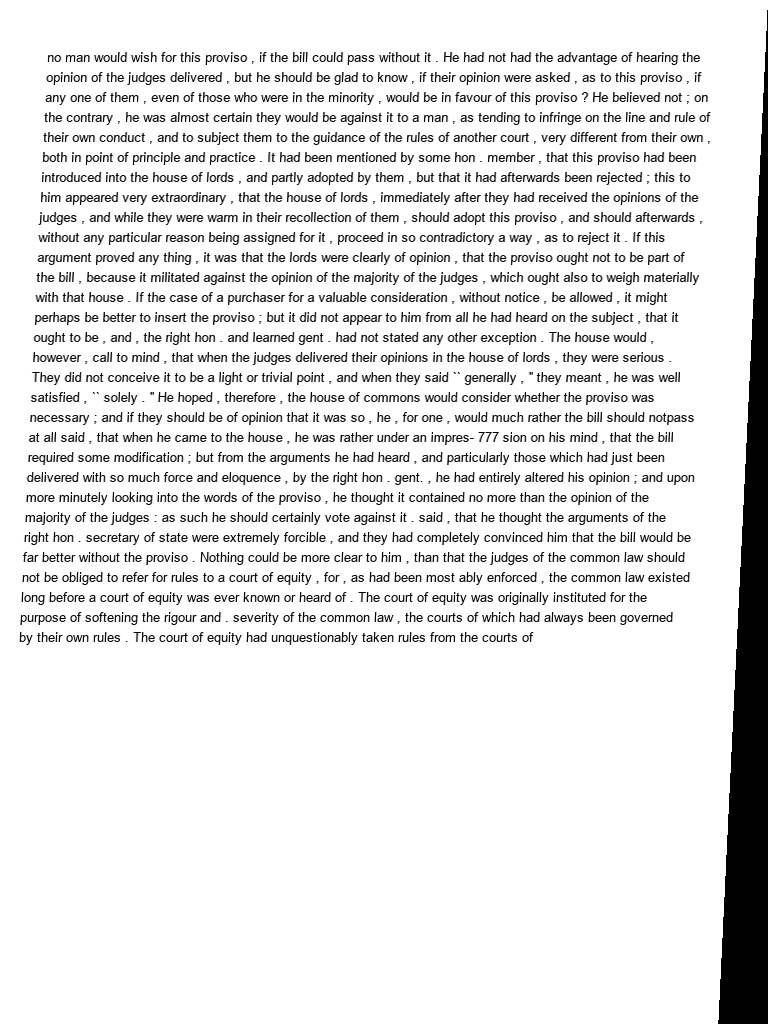 no man would wish for this proviso , if the bill could pass without it . He had not had the advantage of hearing the
opinion of the judges delivered , but he should be glad to know , if their opinion were asked , as to this proviso , if
any one of them , even of those who were in the minority , would be in favour of this proviso ? He believed not ; on
the contrary , he was almost certain they would be against it to a man , as tending to infringe on the line and rule of
their own conduct , and to subject them to the guidance of the rules of another court , very different from their own ,
both in point of principle and practice . It had been mentioned by some hon . member , that this proviso had been
introduced into the house of lords , and partly adopted by them , but that it had afterwards been rejected ; this to
him appeared very extraordinary , that the house of lords , immediately after they had received the opinions of the
judges , and while they were warm in their recollection of them , should adopt this proviso , and should afterwards ,
without any particular reason being assigned for it , proceed in so contradictory a way , as to reject it . If this
argument proved any thing , it was that the lords were clearly of opinion , that the proviso ought not to be part of
the bill , because it militated against the opinion of the majority of the judges , which ought also to weigh materially
with that house . If the case of a purchaser for a valuable consideration , without notice , be allowed , it might
perhaps be better to insert the proviso ; but it did not appear to him from all he had heard on the subject , that it
ought to be , and , the right hon . and learned gent . had not stated any other exception . The house would ,
however , call to mind , that when the judges delivered their opinions in the house of lords , they were serious .
They did not conceive it to be a light or trivial point , and when they said `` generally , " they meant , he was well
satisfied , `` solely . " He hoped , therefore , the house of commons would consider whether the proviso was
necessary ; and if they should be of opinion that it was so , he , for one , would much rather the bill should notpass
at all said , that when he came to the house , he was rather under an impres- 777 sion on his mind , that the bill
required some modification ; but from the arguments he had heard , and particularly those which had just been
delivered with so much force and eloquence , by the right hon . gent. , he had entirely altered his opinion ; and upon
more minutely looking into the words of the proviso , he thought it contained no more than the opinion of the
majority of the judges : as such he should certainly vote against it . said , that he thought the arguments of the
right hon . secretary of state were extremely forcible , and they had completely convinced him that the bill would be
far better without the proviso . Nothing could be more clear to him , than that the judges of the common law should
not be obliged to refer for rules to a court of equity , for , as had been most ably enforced , the common law existed
long before a court of equity was ever known or heard of . The court of equity was originally instituted for the
purpose of softening the rigour and . severity of the common law , the courts of which had always been governed
by their own rules . The court of equity had unquestionably taken rules from the courts of